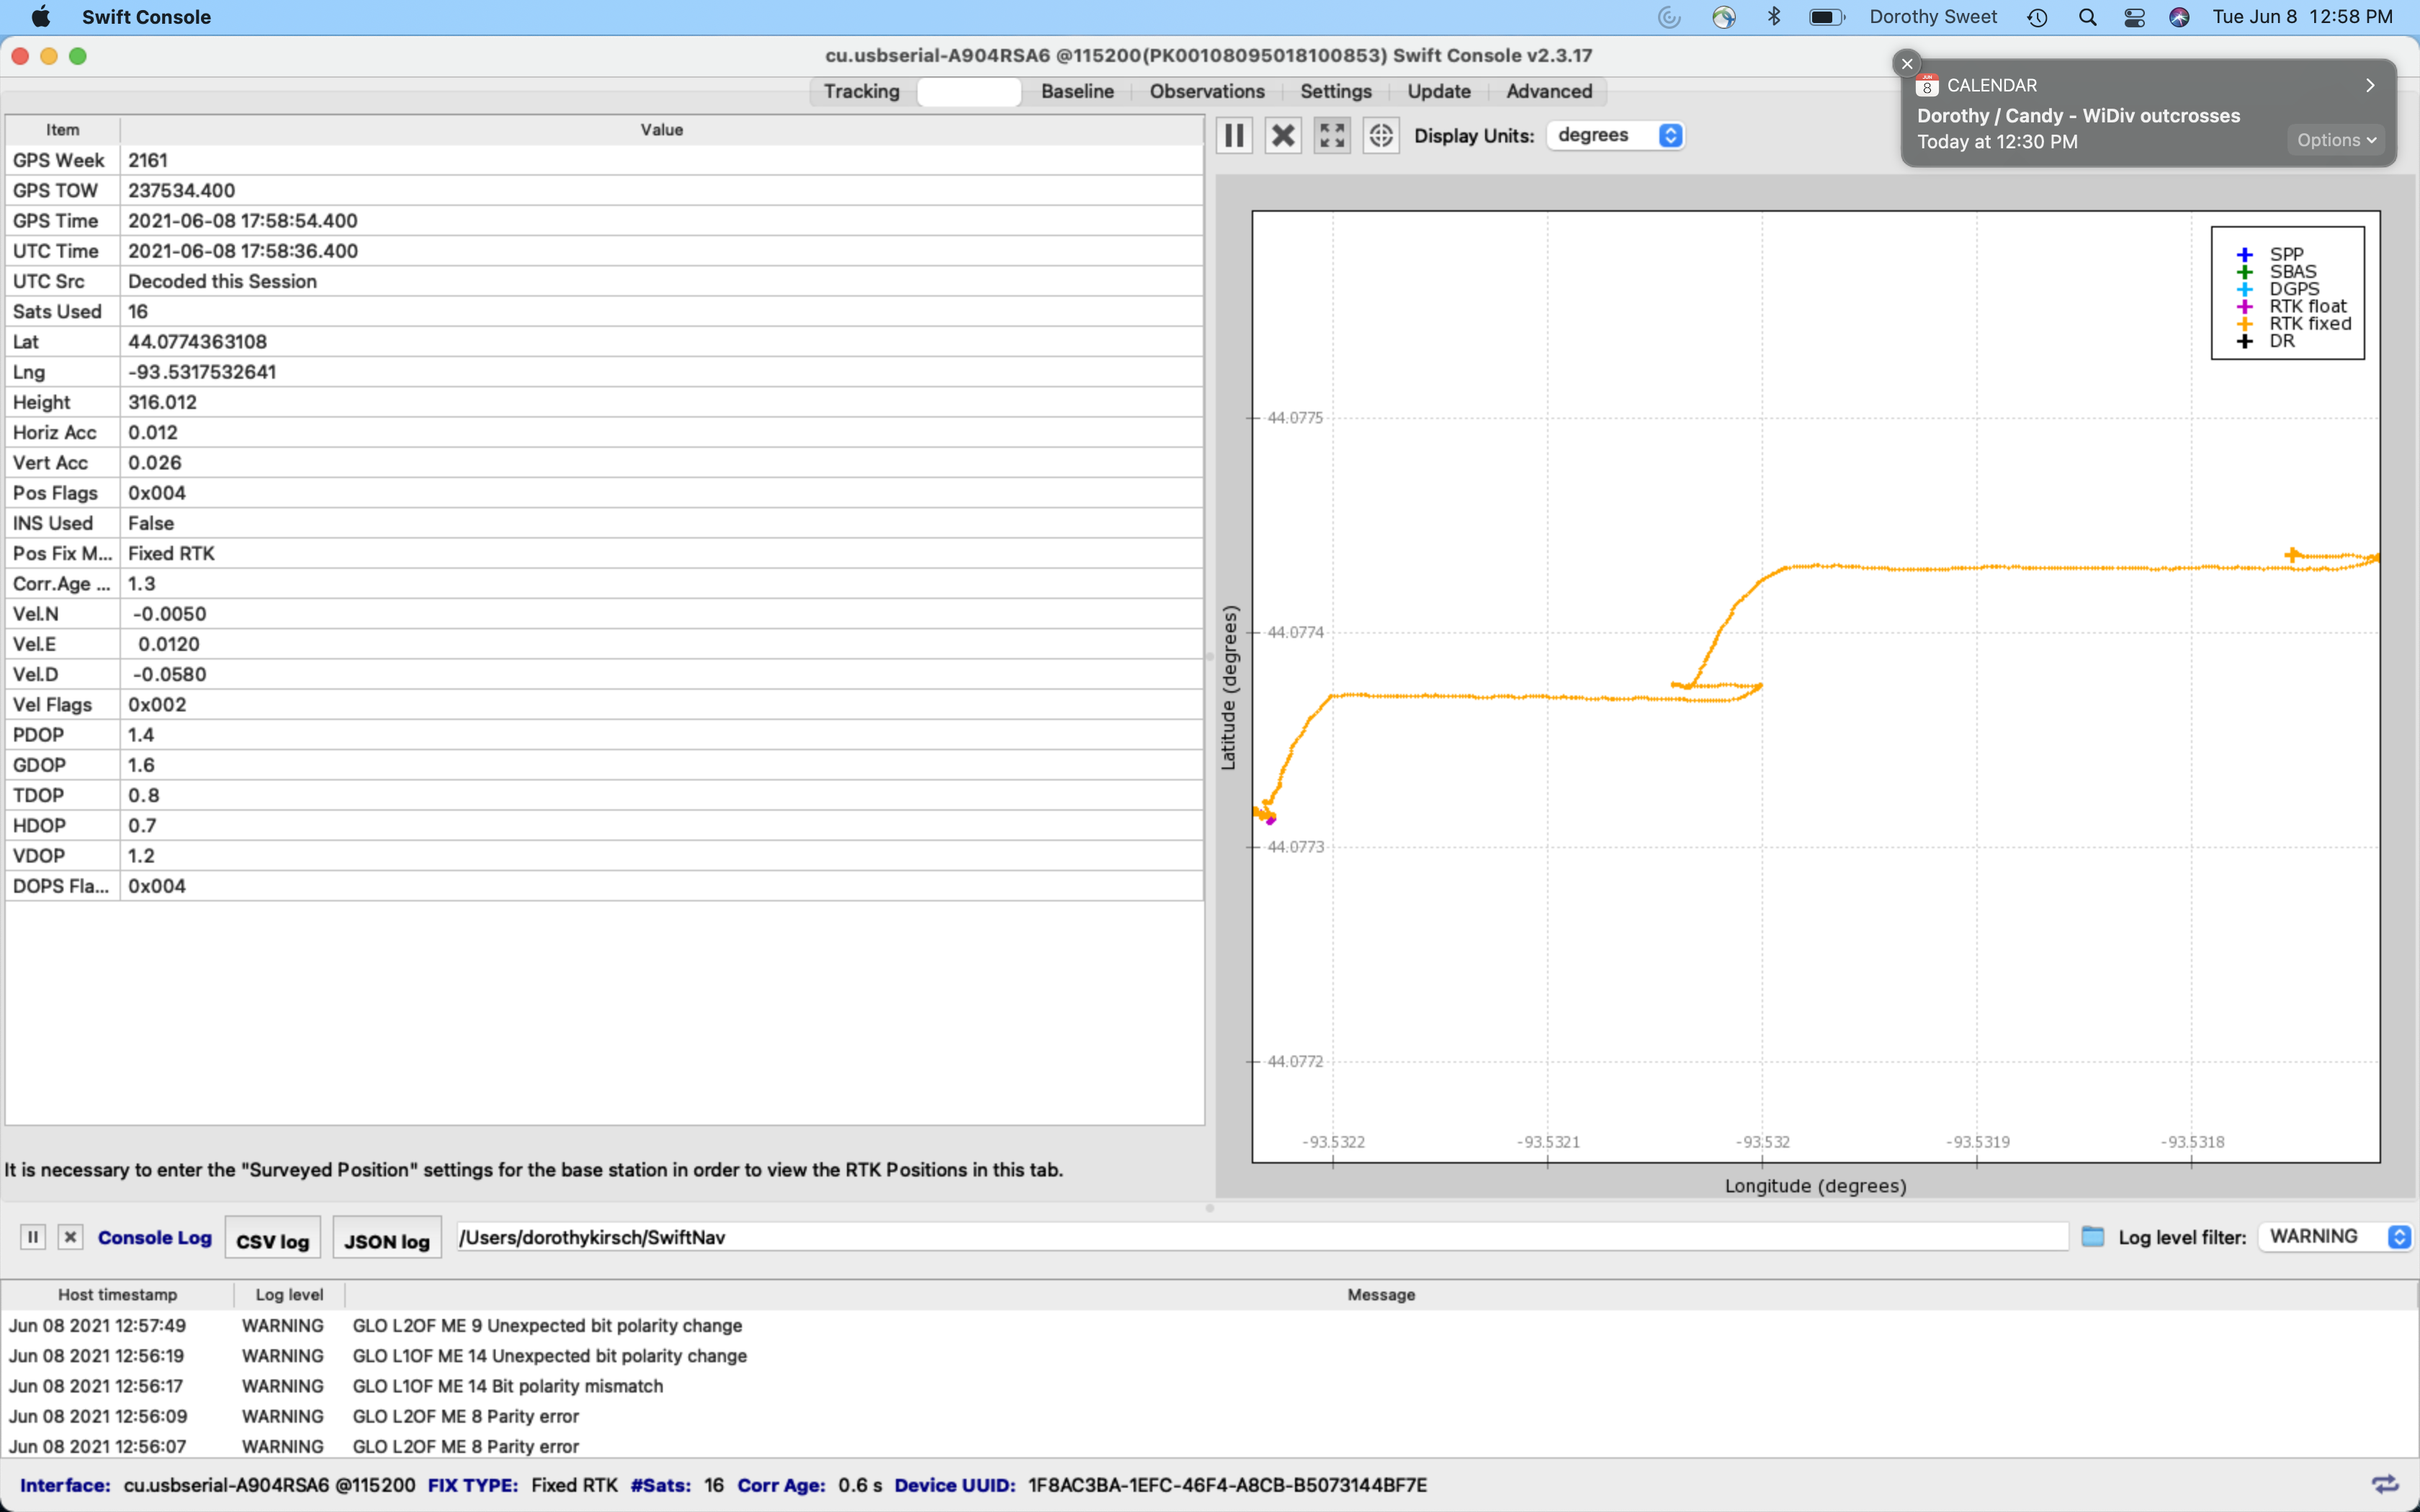 Swift Console
Dorothy Sweet
Tue Jun 8 12:58 PM
cu.usbserial-A904RSA6 @115200(PK00108095018100853) Swift Console v2.3.17
Tracking Baseline Observations Settings Update Advanced
JUN 8 CALENDAR
Dorothy / Candy - WiDiv outcrosses
Today at 12:30 PM
Options
Item Value
GPS Week 2161
GPS TOW 237534.400
GPS Time 2021-06-08 17:58:54.400
UTC Time 2021-06-08 17:58:36.400
UTC Src Decoded this Session
Sats Used 16
Lat 44.0774363108
Lng -93.5317532641
Height 316.012
Horiz Acc 0.012
Vert Acc 0.026
Pos Flags 0x004
INS Used False
Pos Fix M... Fixed RTK
Corr.Age ... 1.3
Vel.N -0.0050
Vel.E 0.0120
Vel.D -0.0580
Vel Flags 0x002
PDOP 1.4
GDOP 1.6
TDOP 0.8
HDOP 0.7
VDOP 1.2
DOPS Fla... 0x004
It is necessary to enter the "Surveyed Position" settings for the base station in order to view the RTK Positions in this tab.
Display Units: degrees
SPP
SBAS
DGPS
RTK float
RTK fixed
DR
44.0775
44.0774
44.0773
44.0772
Latitude (degrees)
-93.5322 -93.5321 -93.532 -93.5319 -93.5318
Longitude (degrees)
Console Log CSV log JSON log /Users/dorothykirsch/SwiftNav Log level filter: WARNING
Host timestamp Log level Message
Jun 08 2021 12:57:49 WARNING GLO L2OF ME 9 Unexpected bit polarity change
Jun 08 2021 12:56:19 WARNING GLO L1OF ME 14 Unexpected bit polarity change
Jun 08 2021 12:56:17 WARNING GLO L1OF ME 14 Bit polarity mismatch
Jun 08 2021 12:56:09 WARNING GLO L2OF ME 8 Parity error
Jun 08 2021 12:56:07 WARNING GLO L2OF ME 8 Parity error
Interface: cu.usbserial-A904RSA6 @115200 FIX TYPE: Fixed RTK #Sats: 16 Corr Age: 0.6 s Device UUID: 1F8AC3BA-1EFC-46F4-A8CB-B5073144BF7E